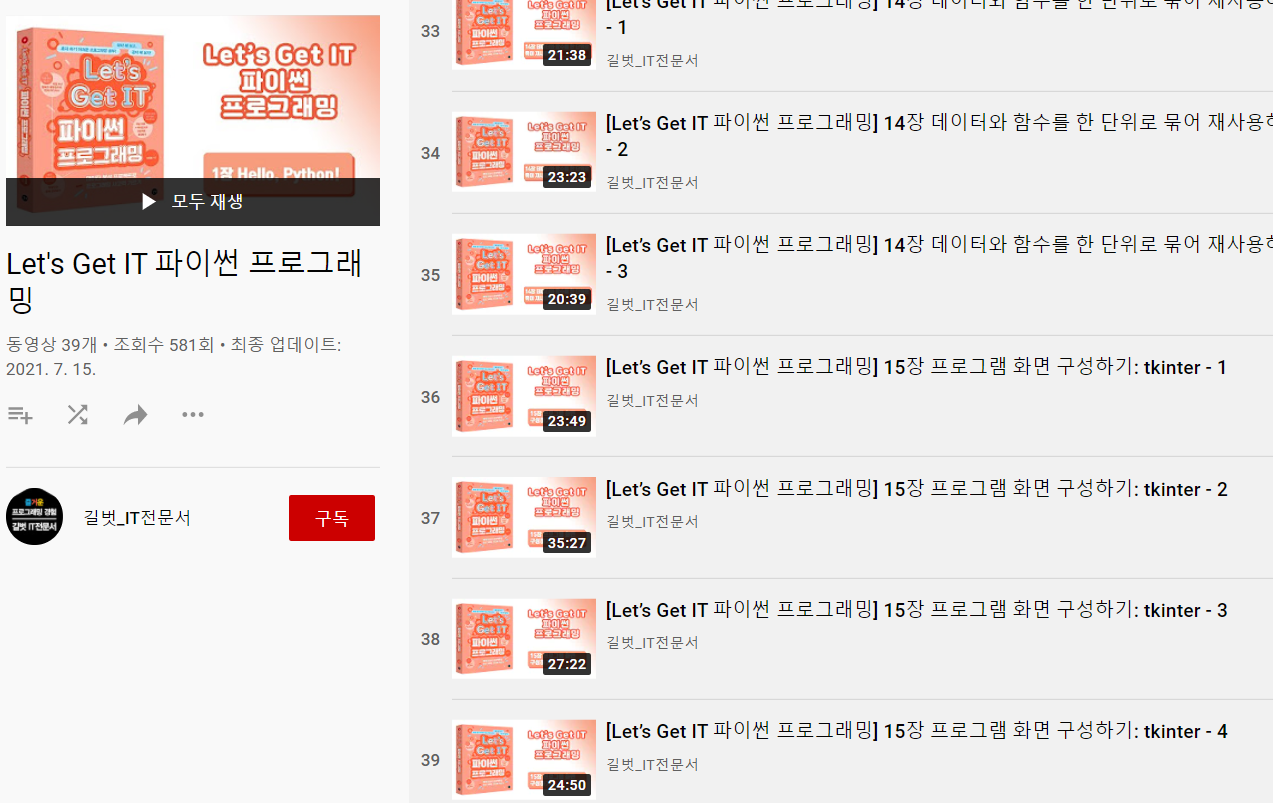 Let's
Get IT
파이썬
프로그래밍
Let's Get IT
파이썬
프로그래밍
1장 Hello, Python!
모두 재생
Let's Get IT 파이썬 프로그래
밍
동영상 39개 • 조회수 581회 • 최종 업데이트:
2021. 7. 15.
즐거운
프로그래밍 경험
길벗 IT전문서
길벗_IT전문서
구독
33
21:38
[Let’s Get IT 파이썬 프로그래밍] 14장 데이터와 함수를 한 단위로 묶어 재사용하
- 1
길벗_IT전문서
34
23:23
[Let’s Get IT 파이썬 프로그래밍] 14장 데이터와 함수를 한 단위로 묶어 재사용하
- 2
길벗_IT전문서
35
20:39
[Let’s Get IT 파이썬 프로그래밍] 14장 데이터와 함수를 한 단위로 묶어 재사용하
- 3
길벗_IT전문서
36
23:49
[Let’s Get IT 파이썬 프로그래밍] 15장 프로그램 화면 구성하기: tkinter - 1
길벗_IT전문서
37
35:27
[Let’s Get IT 파이썬 프로그래밍] 15장 프로그램 화면 구성하기: tkinter - 2
길벗_IT전문서
38
27:22
[Let’s Get IT 파이썬 프로그래밍] 15장 프로그램 화면 구성하기: tkinter - 3
길벗_IT전문서
39
24:50
[Let’s Get IT 파이썬 프로그래밍] 15장 프로그램 화면 구성하기: tkinter - 4
길벗_IT전문서